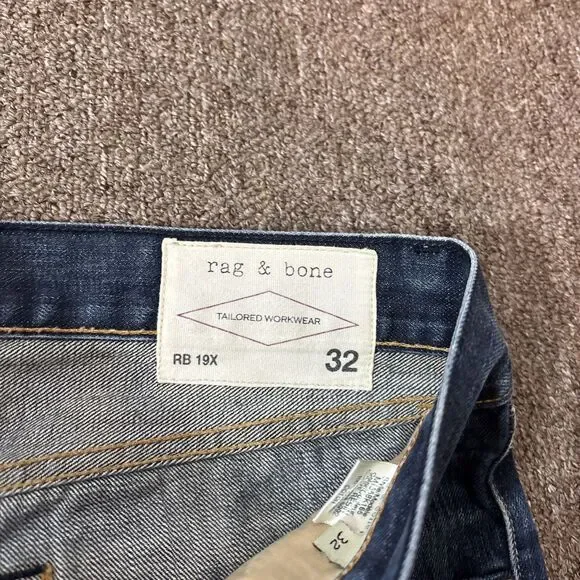 rag & bone
TAILORED WORKWEAR
RB 19X
32
32